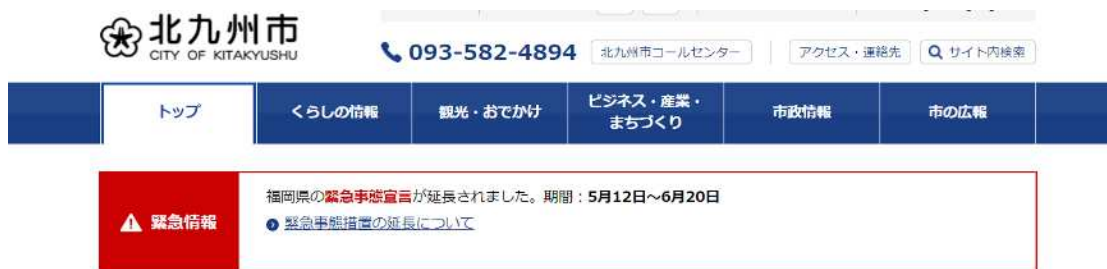 北九州市
CITY OF KITAKYUSHU
093-582-4894
北九州市コールセンター
アクセス・連絡先
サイト内検索
トップ
くらしの情報
観光・おでかけ
ビジネス・産業・
まちづくり
市政情報
市の広報
緊急情報
福岡県の緊急事態宣言が延長されました。期間：5月12日～6月20日
緊急事態措置の延長について